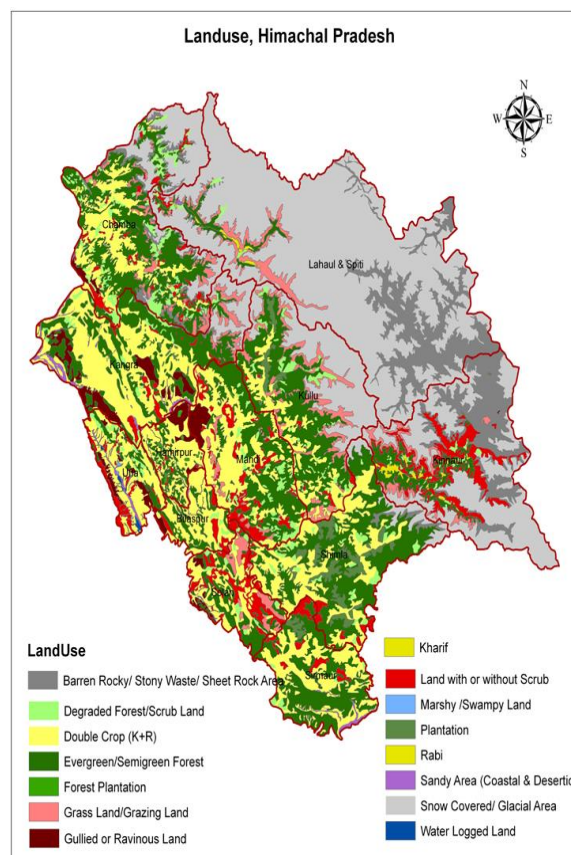 Landuse, Himachal Pradesh
N
W E
S
Chamba
Lahaul & Spiti
Kangra
Kullu
Hamirpur
Mandi
Kinnaur
Una
Bilaspur
Shimla
Solan
Sirmaur
LandUse
Barren Rocky/ Stony Waste/ Sheet Rock Area
Degraded Forest/Scrub Land
Double Crop (K+R)
Evergreen/Semigreen Forest
Forest Plantation
Grass Land/Grazing Land
Gullied or Ravinous Land
Kharif
Land with or without Scrub
Marshy /Swampy Land
Plantation
Rabi
Sandy Area (Coastal & Desertic
Snow Covered/ Glacial Area
Water Logged Land